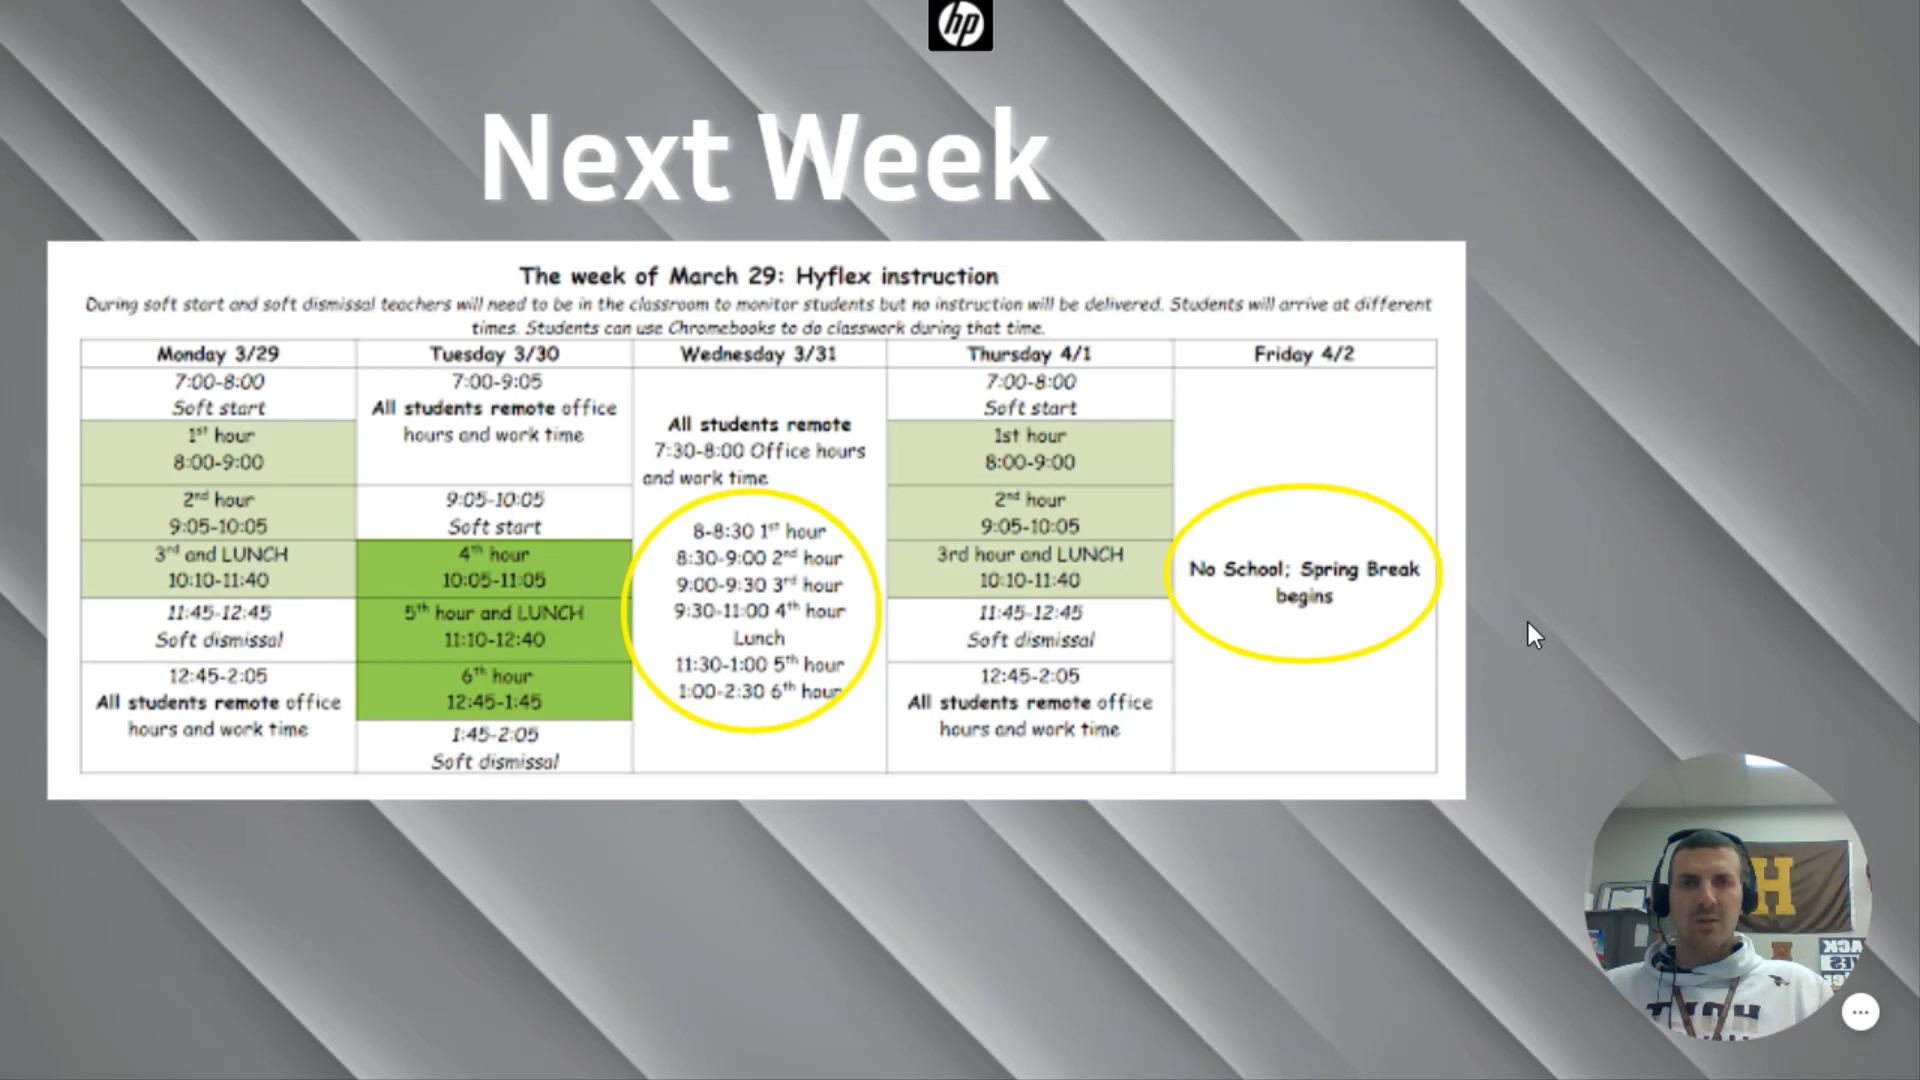 hp
Next Week
The week of March 29: Hyflex instruction
During soft start and soft dismissal teachers will need to be in the classroom to monitor students but no instruction will be delivered. Students will arrive at different
times. Students can use Chromebooks to do classwork during that time.
Monday 3/29
7:00-8:00
Soft start
1st hour
8:00-9:00
2nd hour
9:05-10:05
3rd and LUNCH
10:10-11:40
11:45-12:45
Soft dismissal
12:45-2:05
All students remote office
hours and work time
Tuesday 3/30
7:00-9:05
All students remote office
hours and work time
9:05-10:05
Soft start
4th hour
10:05-11:05
5th hour and LUNCH
11:10-12:40
6th hour
12:45-1:45
1:45-2:05
Soft dismissal
Wednesday 3/31
All students remote
7:30-8:00 Office hours
and work time
8-8:30 1st hour
8:30-9:00 2nd hour
9:00-9:30 3rd hour
9:30-11:00 4th hour
Lunch
11:30-1:00 5th hour
1:00-2:30 6th hour
Thursday 4/1
7:00-8:00
Soft start
1st hour
8:00-9:00
2nd hour
9:05-10:05
3rd hour and LUNCH
10:10-11:40
11:45-12:45
Soft dismissal
12:45-2:05
All students remote office
hours and work time
Friday 4/2
No School; Spring Break
begins
H